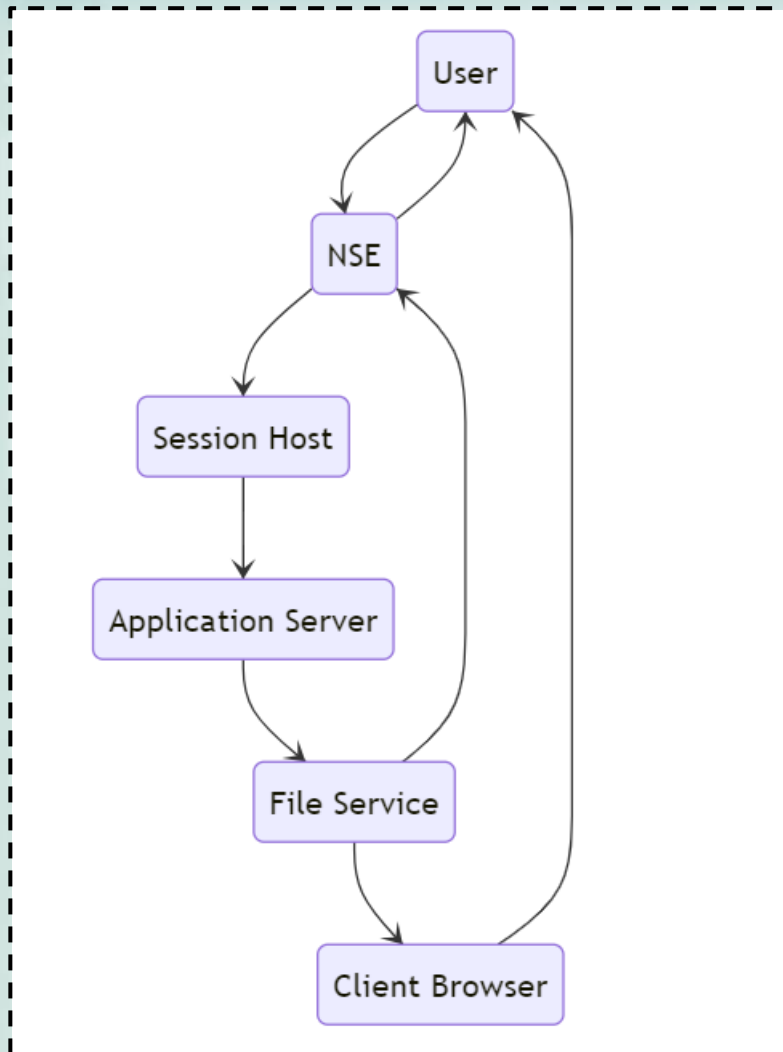 User
NSE
Session Host
Application Server
File Service
Client Browser